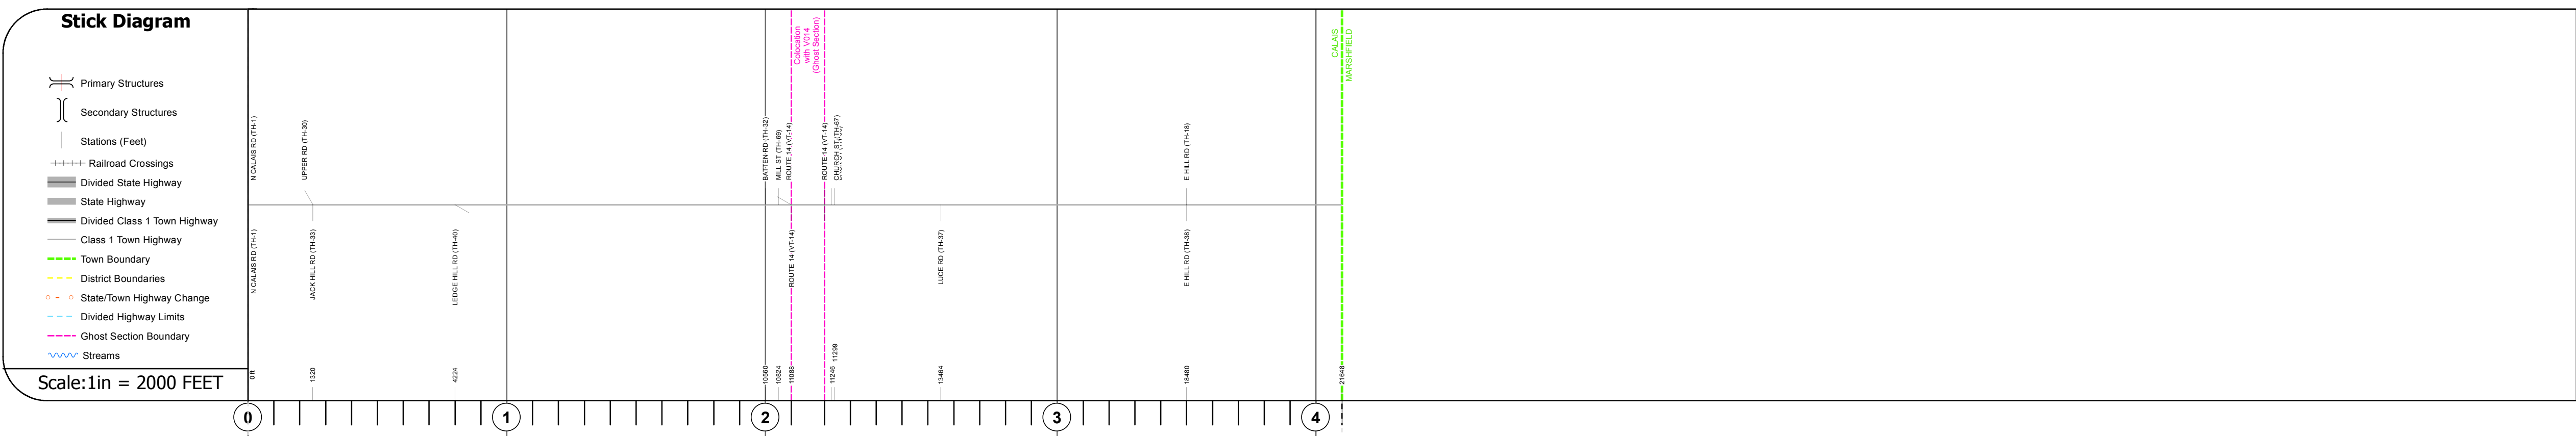 Stick Diagram
Primary Structures
Secondary Structures
Stations (Feet)
Railroad Crossings
Divided State Highway
State Highway
Divided Class 1 Town Highway
Class 1 Town Highway
Town Boundary
District Boundaries
State/Town Highway Change
Divided Highway Limits
Ghost Section Boundary
Streams
Scale:1in = 2000 FEET
Colocation
with V014
(Ghost Section)
CALAIS
MARSHFIELD
N CALAIS RD (TH-1)
UPPER RD (TH-30)
BATTEN RD (TH-32)
MILL ST (TH-69)
ROUTE 14 (VT-14)
ROUTE 14 (VT-14)
CHURCH ST (TH-67)
E HILL RD (TH-18)
N CALAIS RD (TH-1)
JACK HILL RD (TH-33)
LEDGE HILL RD (TH-40)
ROUTE 14 (VT-14)
LUCE RD (TH-37)
E HILL RD (TH-38)
0 ft
1320
4224
10560
10824
11088
11246
11299
13464
18480
21648
0
1
2
3
4